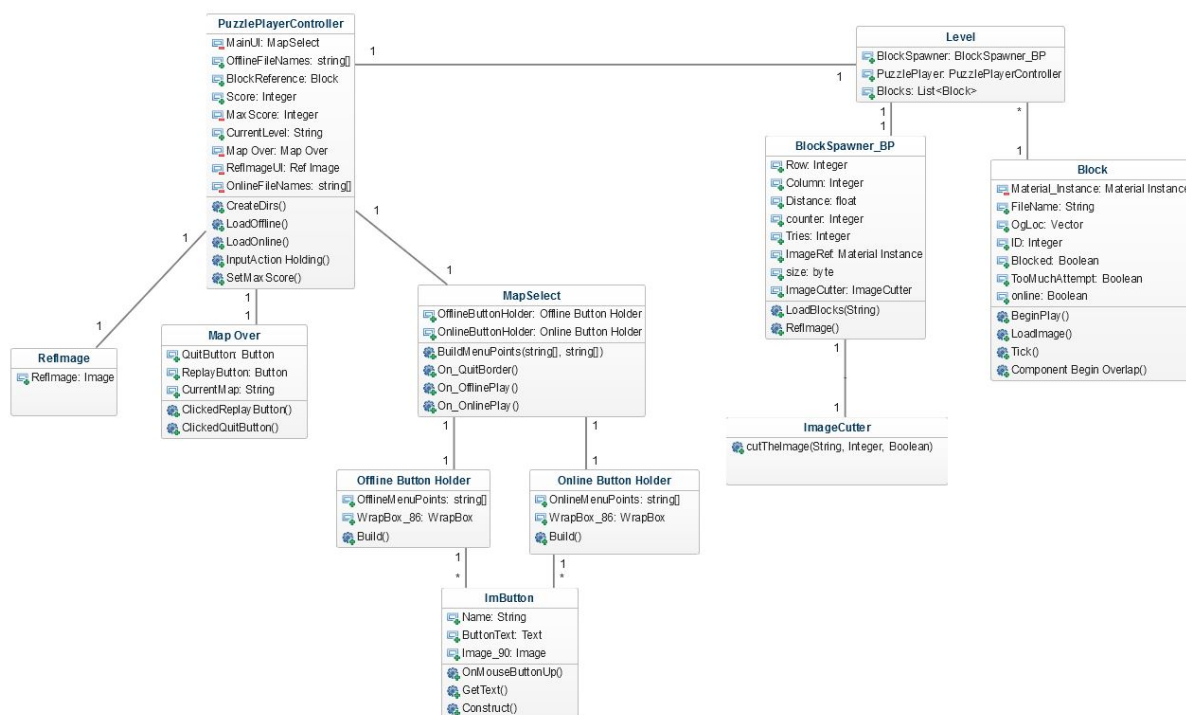 PuzzlePlayerController
MainUI: MapSelect
OfflineFileNames: string[]
BlockReference: Block
Score: Integer
MaxScore: Integer
CurrentLevel: String
Map Over: Map Over
RefImageUI: Ref Image
OnlineFileNames: string[]
CreateDirs()
LoadOffline()
LoadOnline()
InputAction Holding()
SetMaxScore()
1
1
Level
BlockSpawner: BlockSpawner_BP
PuzzlePlayer: PuzzlePlayerController
Blocks: List<Block>
1
1
*
1
BlockSpawner_BP
Row: Integer
Column: Integer
Distance: float
counter: Integer
Tries: Integer
ImageRef: Material Instance
size: byte
ImageCutter: ImageCutter
LoadBlocks(String)
RefImage()
Block
Material_Instance: Material Instance
FileName: String
OgLoc: Vector
ID: Integer
Blocked: Boolean
TooMuchAttempt: Boolean
online: Boolean
BeginPlay()
LoadImage()
Tick()
Component Begin Overlap()
1
1
1
1
1
1
RefImage
RefImage: Image
Map Over
QuitButton: Button
ReplayButton: Button
CurrentMap: String
ClickedReplayButton()
ClickedQuitButton()
MapSelect
OfflineButtonHolder: Offline Button Holder
OnlineButtonHolder: Online Button Holder
BuildMenuPoints(string[], string[])
On_QuitBorder()
On_OfflinePlay()
On_OnlinePlay()
1
1
ImageCutter
cutTheImage(String, Integer, Boolean)
1
1
1
1
Offline Button Holder
OfflineMenuPoints: string[]
WrapBox_86: WrapBox
Build()
Online Button Holder
OnlineMenuPoints: string[]
WrapBox_86: WrapBox
Build()
1
*
1
*
ImButton
Name: String
ButtonText: Text
Image_90: Image
OnMouseButtonUp()
GetText()
Construct()